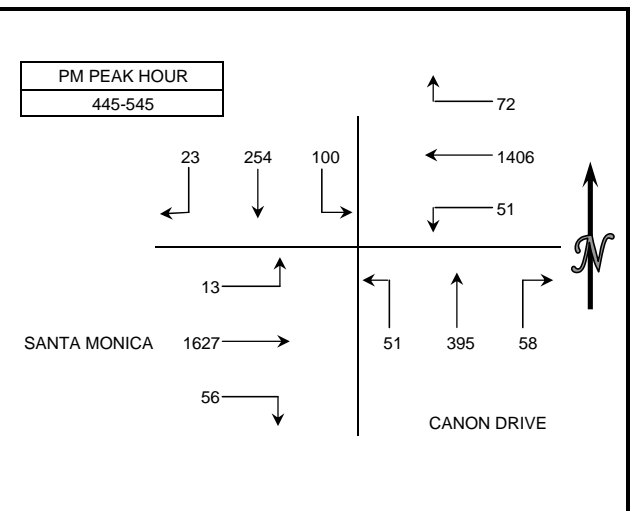 PM PEAK HOUR
445-545
72
23 254 100
1406
51
13
N
SANTA MONICA 1627
51 395 58
56
CANON DRIVE